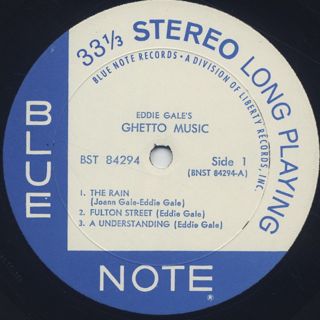 33 1/3 STEREO LONG PLAYING
BLUE NOTE RECORDS • A DIVISION OF LIBERTY RECORDS, INC.
EDDIE GALE'S
GHETTO MUSIC
BST 84294
Side 1
(BNST 84294-A)
1. THE RAIN
(Joann Gale-Eddie Gale)
2. FULTON STREET (Eddie Gale)
3. A UNDERSTANDING (Eddie Gale)
BLUE
NOTE
®